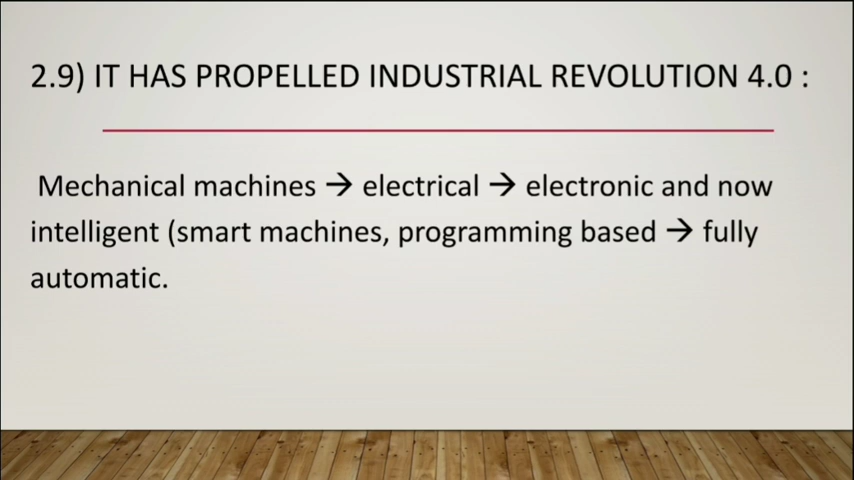 2.9) IT HAS PROPELLED INDUSTRIAL REVOLUTION 4.0 :
Mechanical machines → electrical → electronic and now
intelligent (smart machines, programming based → fully
automatic.